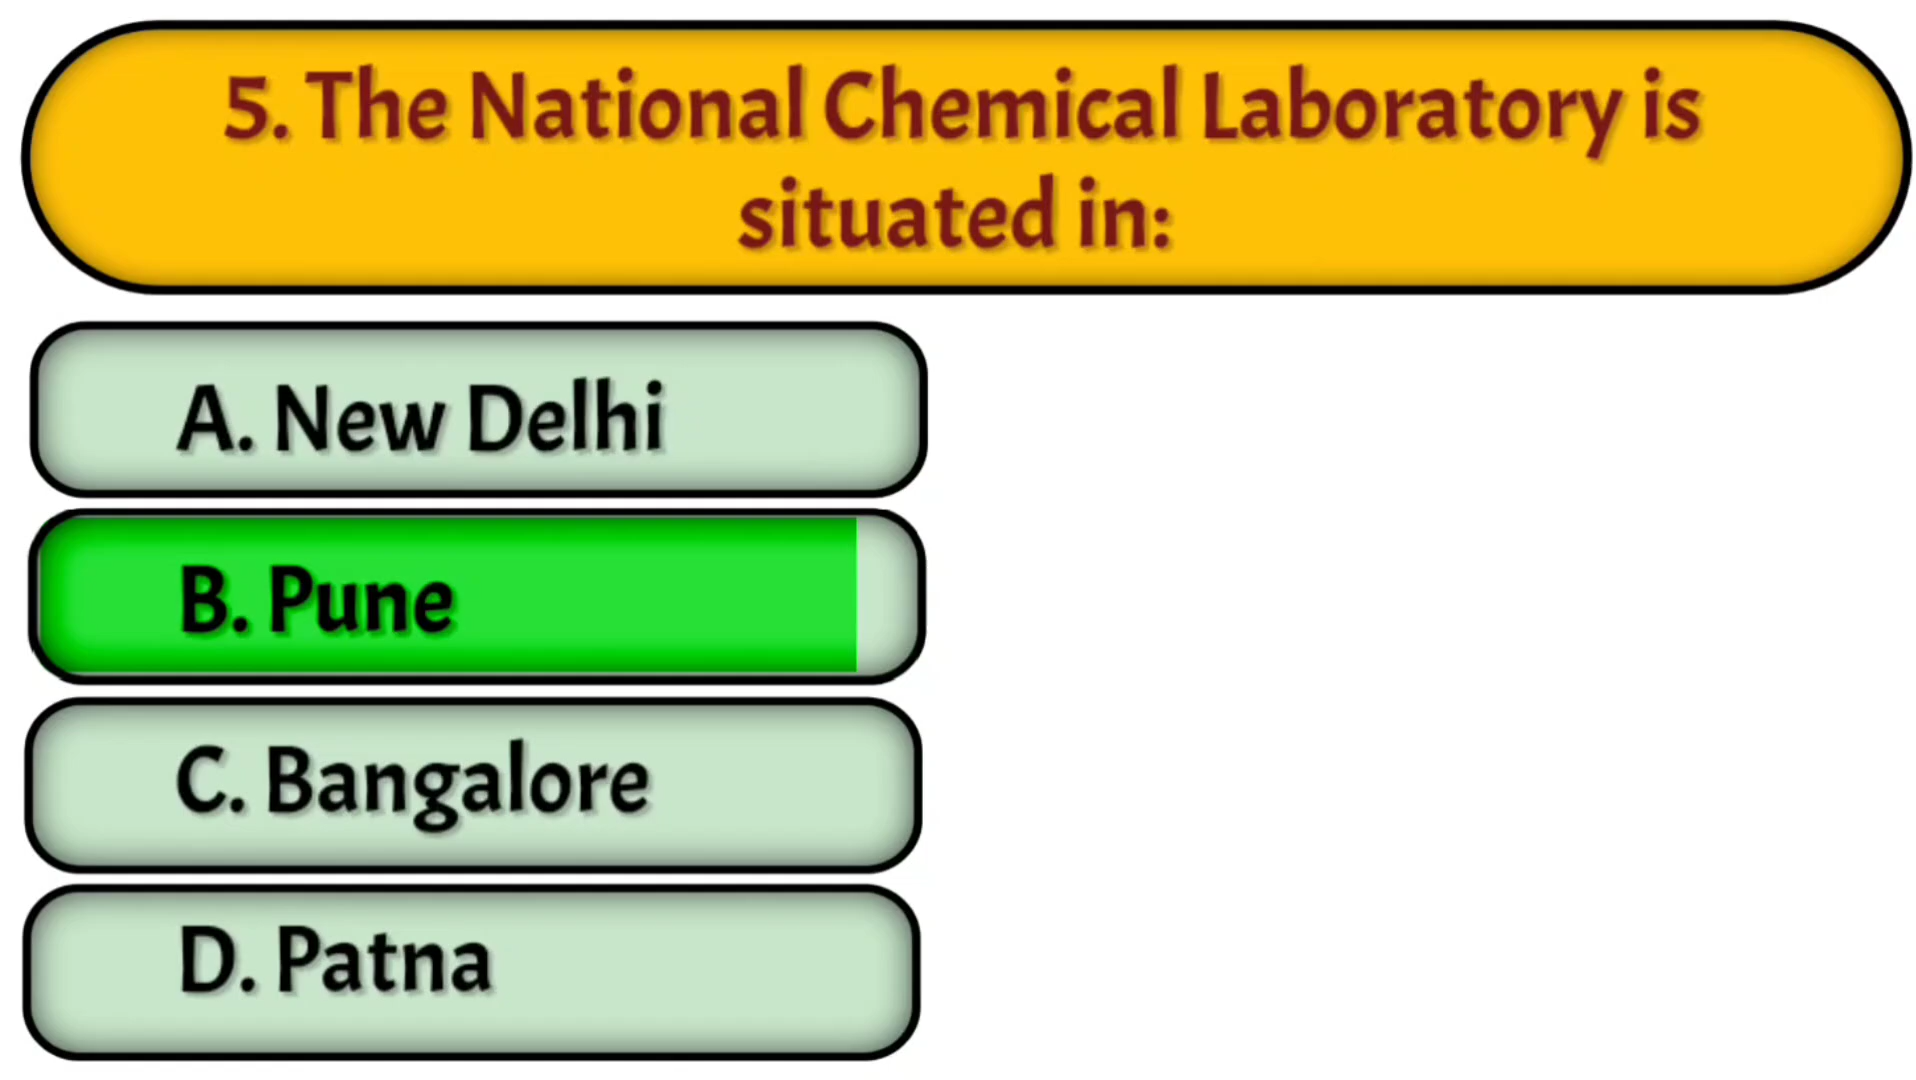 5. The National Chemical Laboratory is
situated in:
A. New Delhi
B. Pune
C. Bangalore
D. Patna